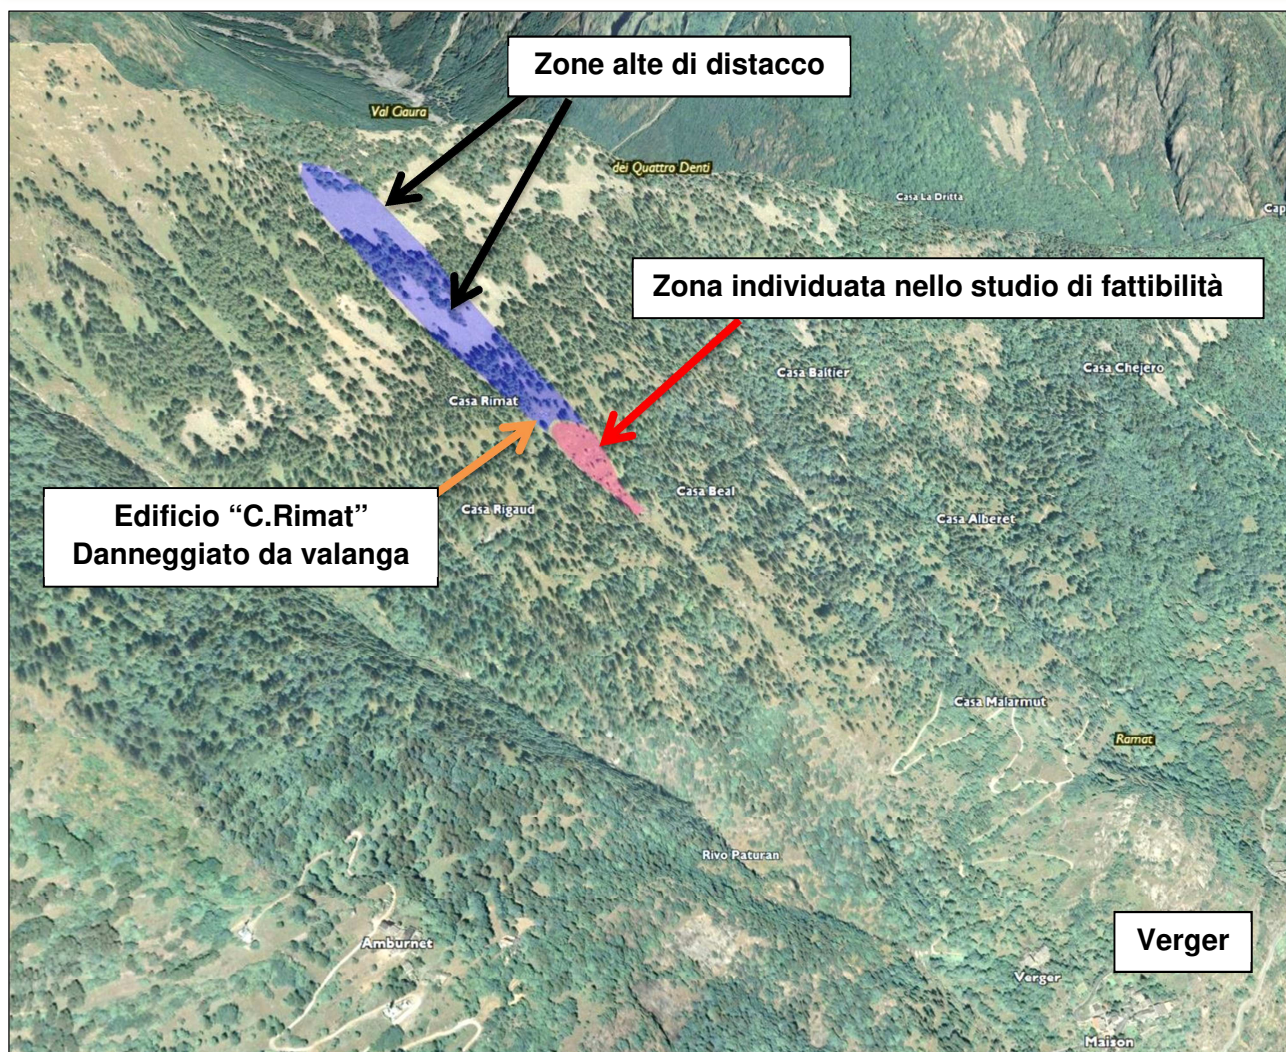 Zone alte di distacco
Val Ciaura
dei Quattro Denti
Casa La Dritta
Cap
Zona individuata nello studio di fattibilità
Casa Baltier
Casa Chejero
Casa Rimat
Casa Beal
Edificio “C.Rimat”
Danneggiato da valanga
Casa Rigaud
Casa Alberet
Casa Malarmut
Ramat
Rivo Paturan
Amburnet
Verger
Verger
Maison